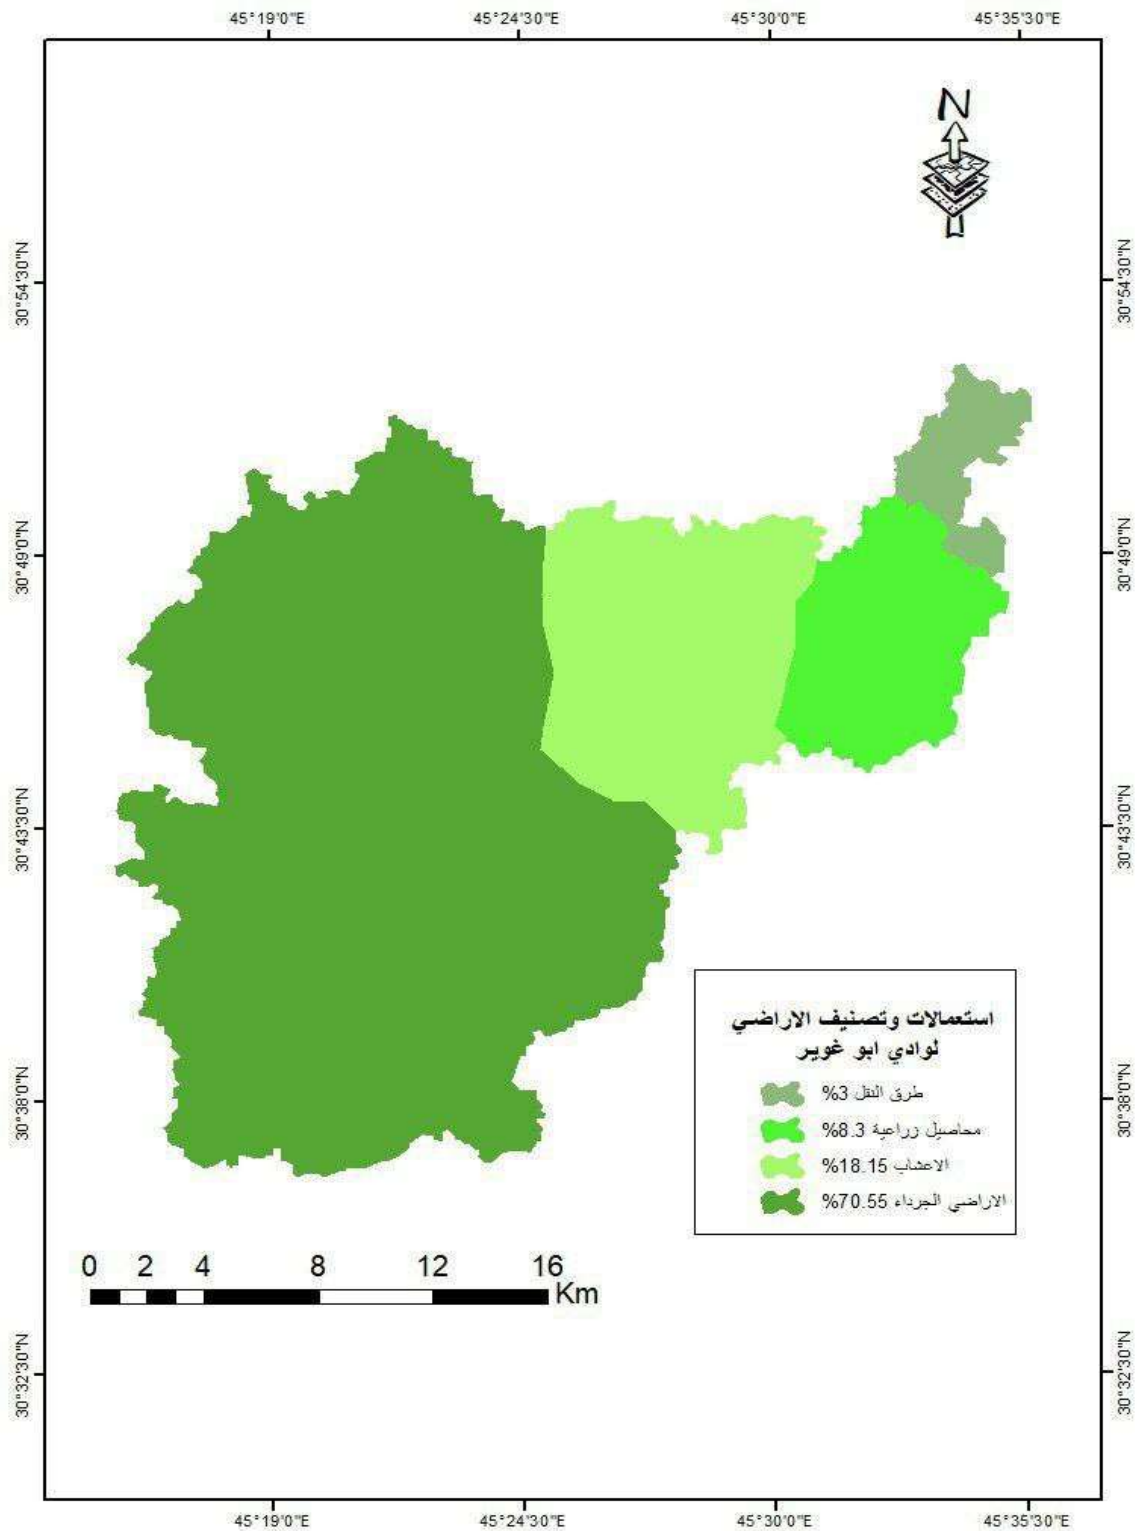 45°19'0"E 45°24'30"E 45°30'0"E 45°35'30"E
N
30°54'30"N 30°54'30"N
30°49'0"N 30°49'0"N
30°43'30"N 30°43'30"N
استعمالات وتصنيف الاراضي
لوادي ابو غوير
طرق النقل 3%
محاصيل زراعية 8.3%
الاعشاب 18.15%
الاراضي الجرداء 70.55%
30°38'0"N 30°38'0"N
0 2 4 8 12 16
Km
30°32'30"N 30°32'30"N
45°19'0"E 45°24'30"E 45°30'0"E 45°35'30"E